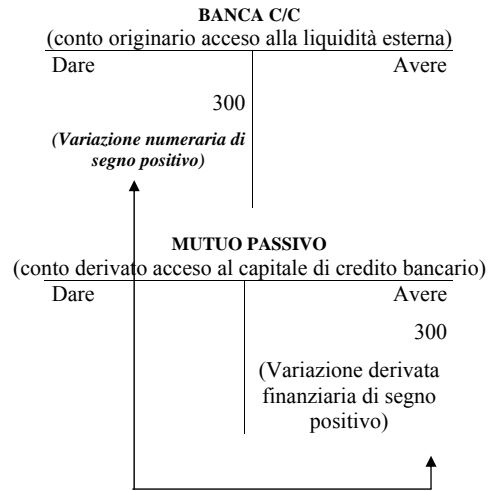 BANCA C/C
(conto originario acceso alla liquidità esterna)
Dare Avere
300
(Variazione numeraria di
segno positivo)
MUTUO PASSIVO
(conto derivato acceso al capitale di credito bancario)
Dare Avere
300
(Variazione derivata
finanziaria di segno
positivo)